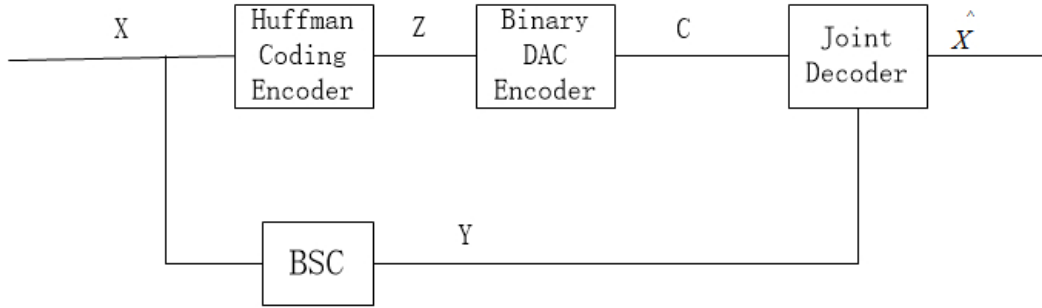 X
Huffman
Coding
Encoder
Z
Binary
DAC
Encoder
C
Joint
Decoder
X̂
BSC
Y